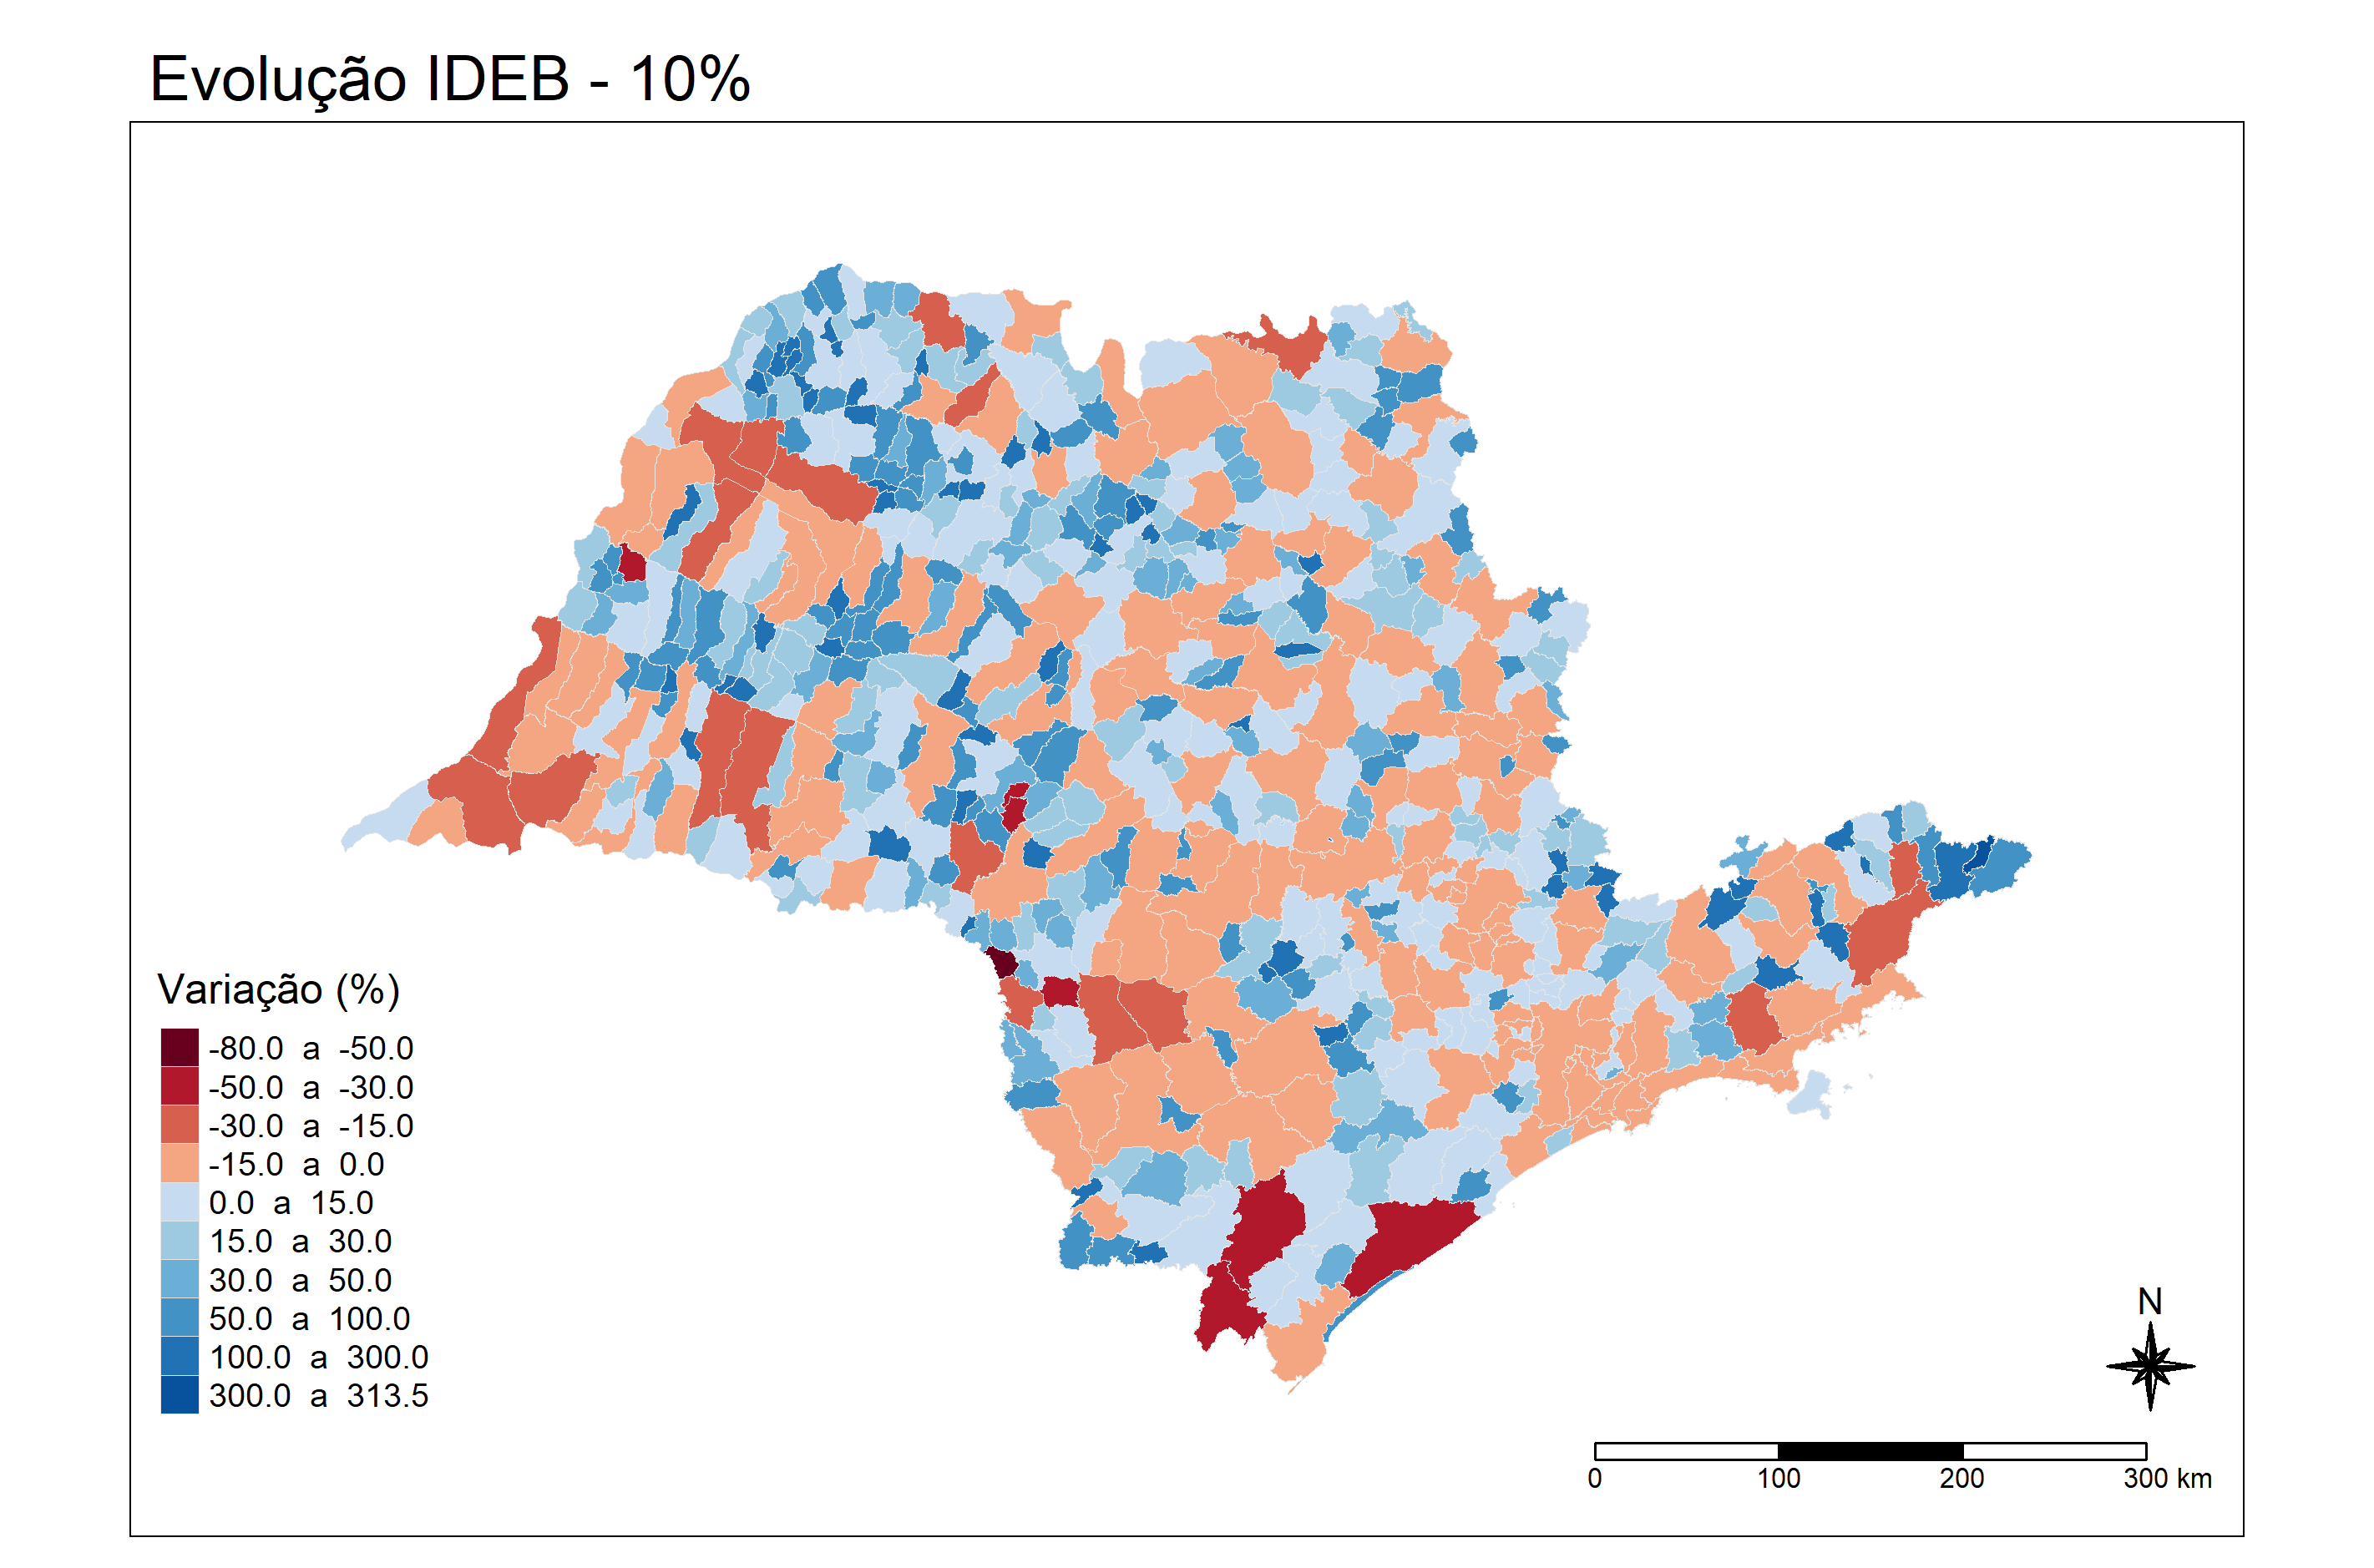 Evolução IDEB - 10%
Variação (%)
-80.0 a -50.0
-50.0 a -30.0
-30.0 a -15.0
-15.0 a 0.0
0.0 a 15.0
15.0 a 30.0
30.0 a 50.0
50.0 a 100.0
100.0 a 300.0
300.0 a 313.5
N
0 100 200 300 km